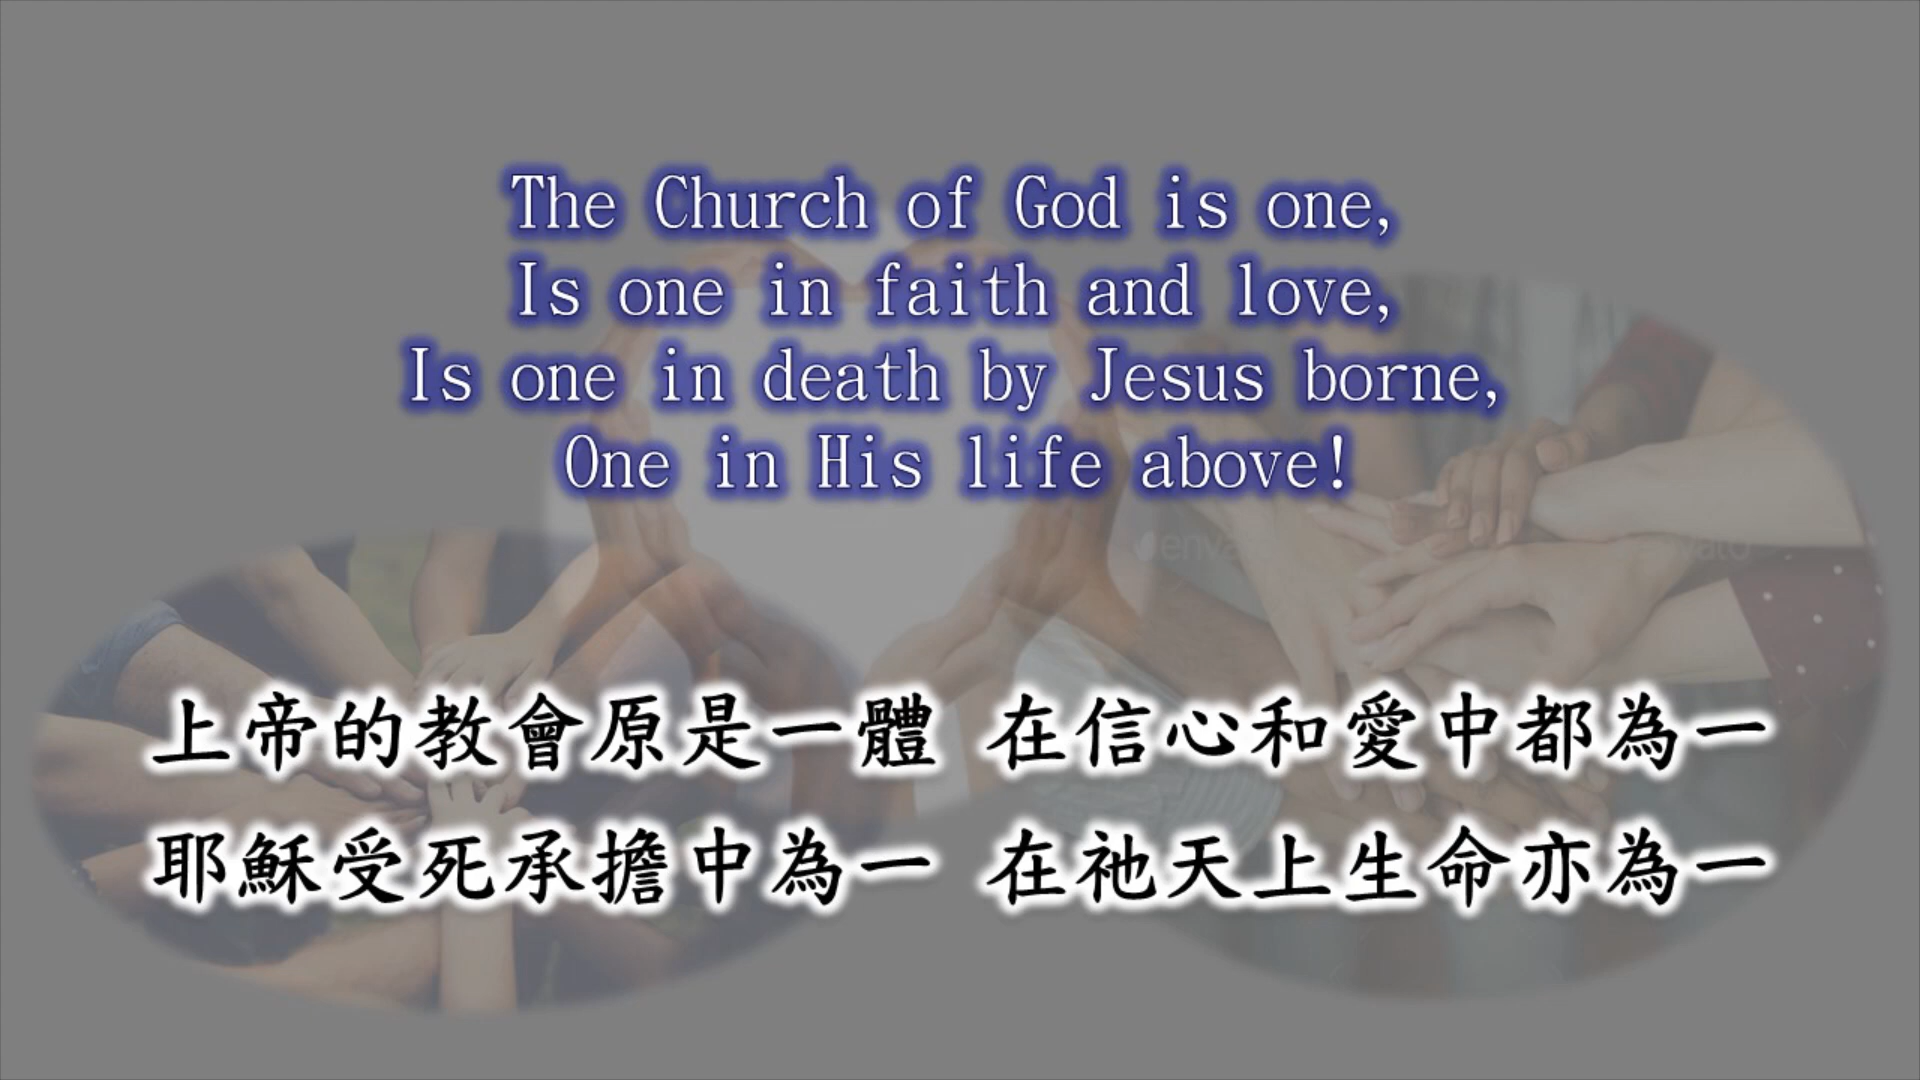 The Church of God is one,
Is one in faith and love,
Is one in death by Jesus borne,
One in His life above!
envato
envato
上帝的教會原是一體 在信心和愛中都為一
耶穌受死承擔中為一 在祂天上生命亦為一